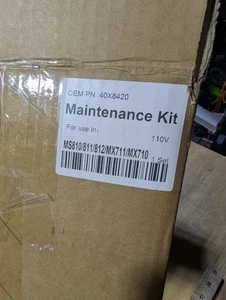 OEM PN :40X8420
Maintenance Kit
For use in:
110V
MS810/811/812/MX711/MX710
1 Set